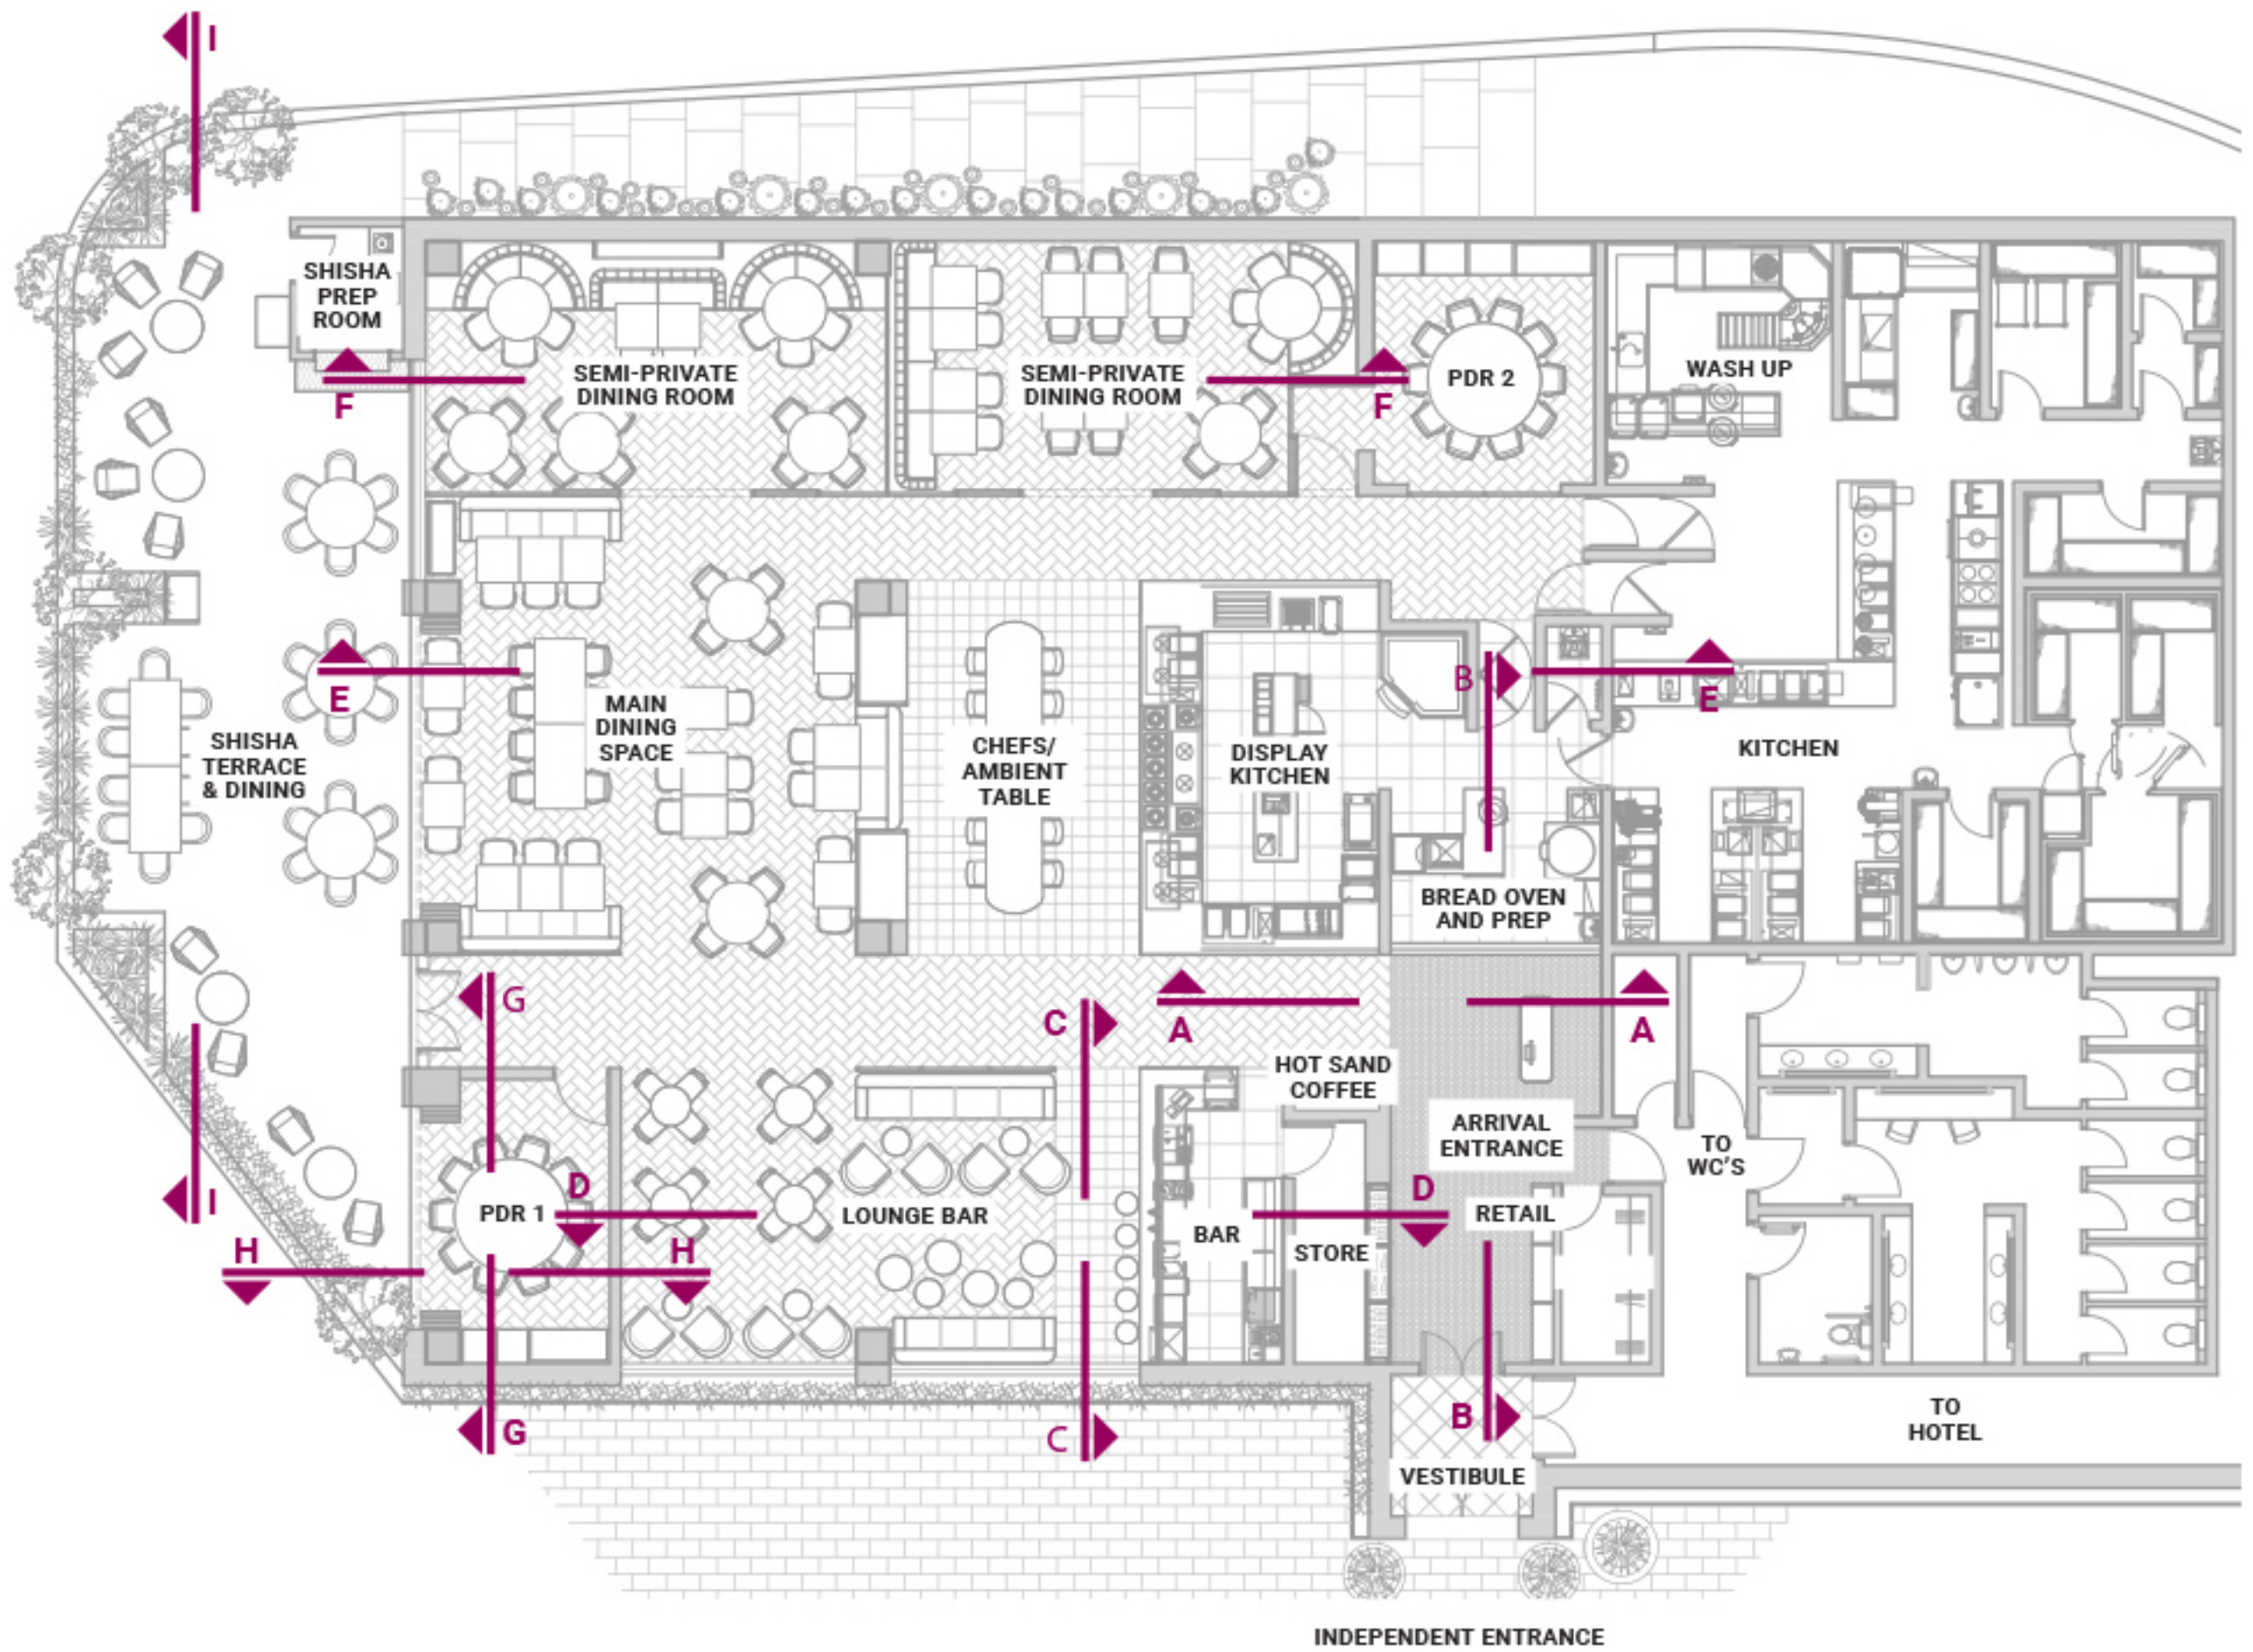 I
SHISHA
PREP
ROOM
F
SEMI-PRIVATE
DINING ROOM
SEMI-PRIVATE
DINING ROOM
F
PDR 2
WASH UP
E
MAIN
DINING
SPACE
SHISHA
TERRACE
& DINING
CHEFS/
AMBIENT
TABLE
DISPLAY
KITCHEN
B
E
KITCHEN
BREAD OVEN
AND PREP
G
C
A
A
HOT SAND
COFFEE
ARRIVAL
ENTRANCE
TO
WC'S
I
PDR 1
D
LOUNGE BAR
BAR
STORE
D
RETAIL
H
H
G
C
B
TO
HOTEL
VESTIBULE
INDEPENDENT ENTRANCE